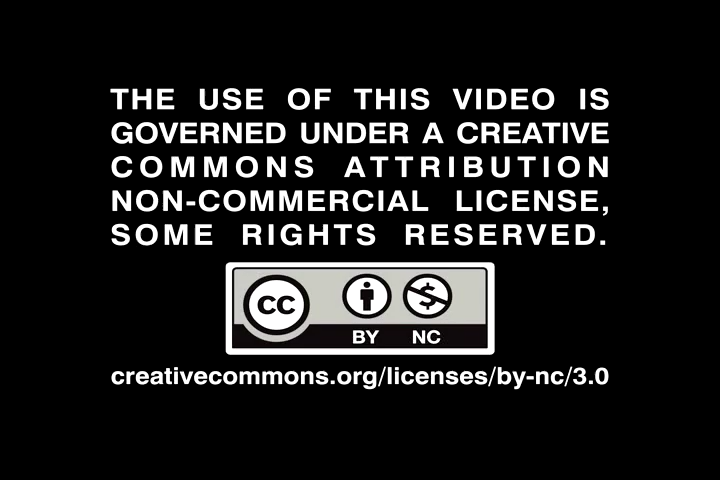 THE USE OF THIS VIDEO IS
GOVERNED UNDER A CREATIVE
COMMONS ATTRIBUTION
NON-COMMERCIAL LICENSE,
SOME RIGHTS RESERVED.
cc
BY NC
creativecommons.org/licenses/by-nc/3.0